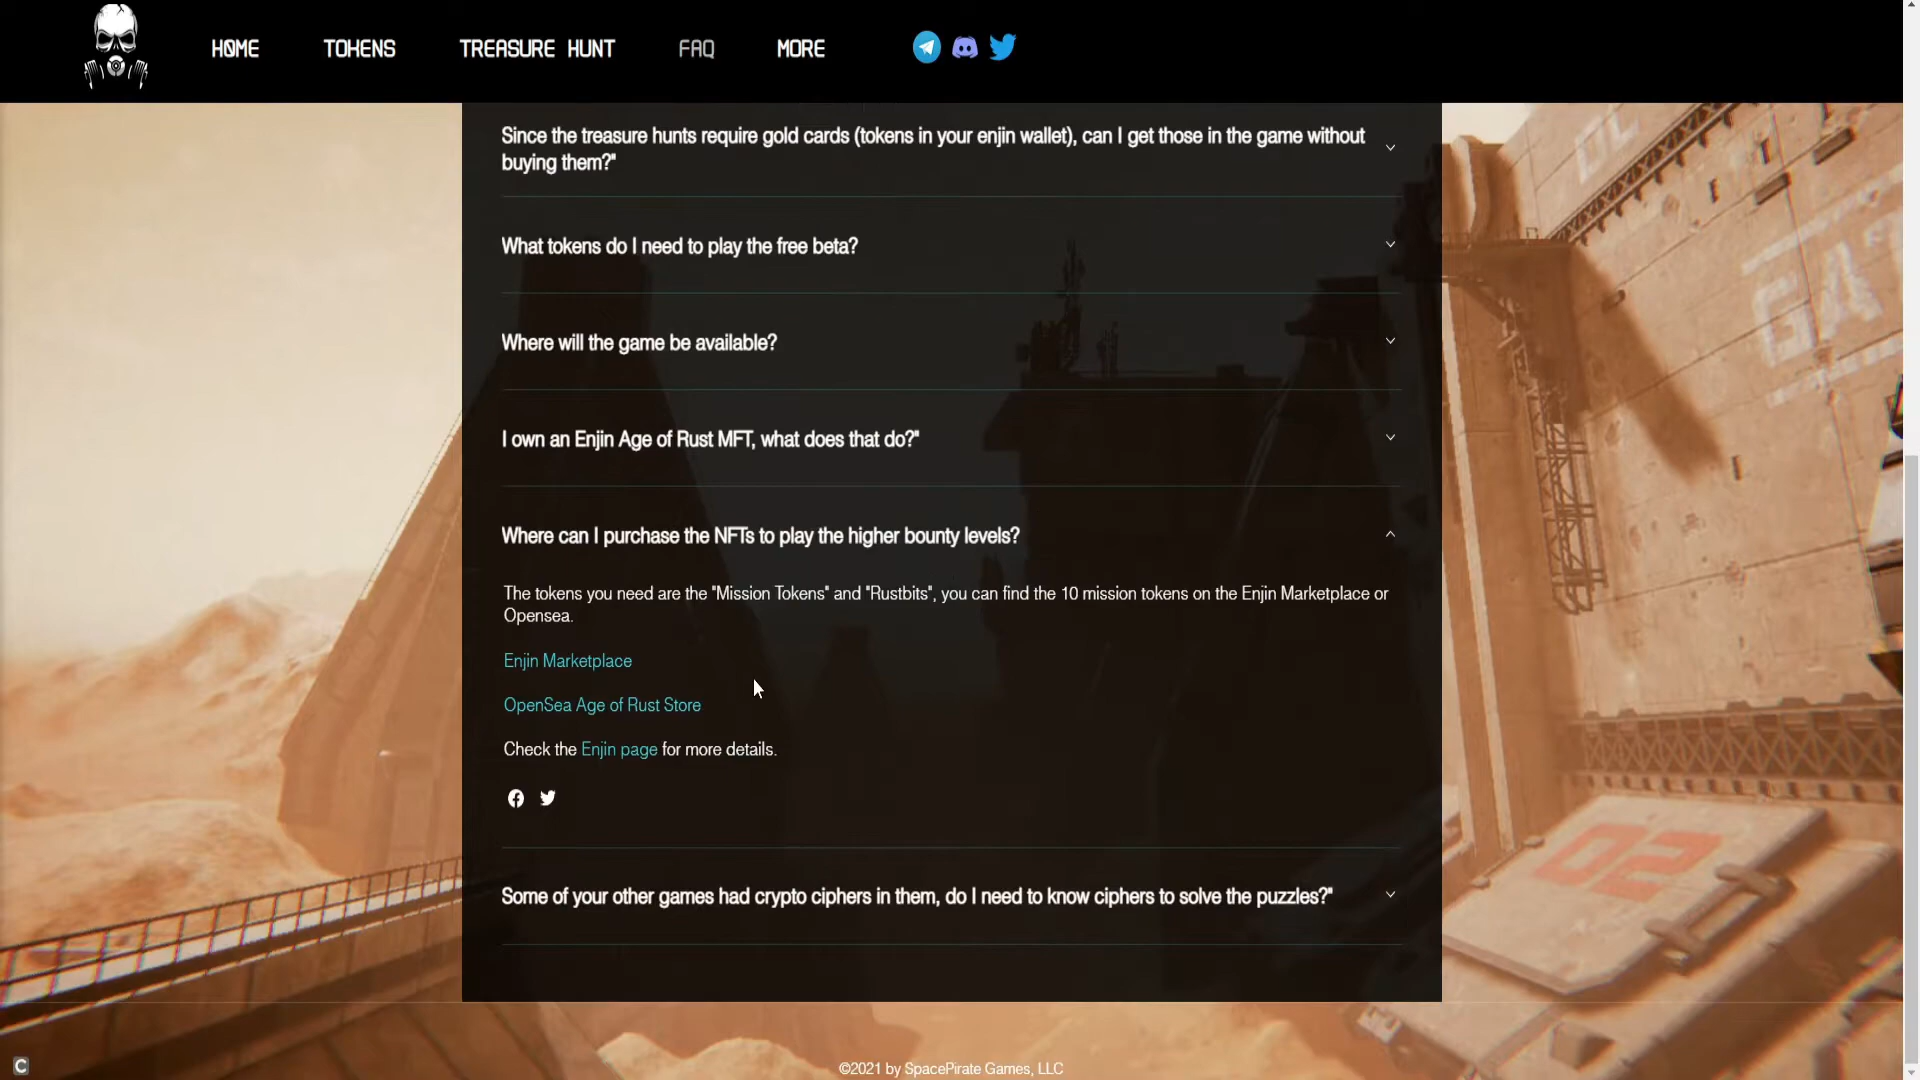 HOME
TOKENS
TREASURE HUNT
FAQ
MORE
Since the treasure hunts require gold cards (tokens in your enjin wallet), can I get those in the game without
buying them?"
What tokens do I need to play the free beta?
Where will the game be available?
I own an Enjin Age of Rust MFT, what does that do?"
Where can I purchase the NFTs to play the higher bounty levels?
The tokens you need are the "Mission Tokens" and "Rustbits", you can find the 10 mission tokens on the Enjin Marketplace or
Opensea.
Enjin Marketplace
OpenSea Age of Rust Store
Check the Enjin page for more details.
Some of your other games had crypto ciphers in them, do I need to know ciphers to solve the puzzles?"
02
C
©2021 by SpacePirate Games, LLC